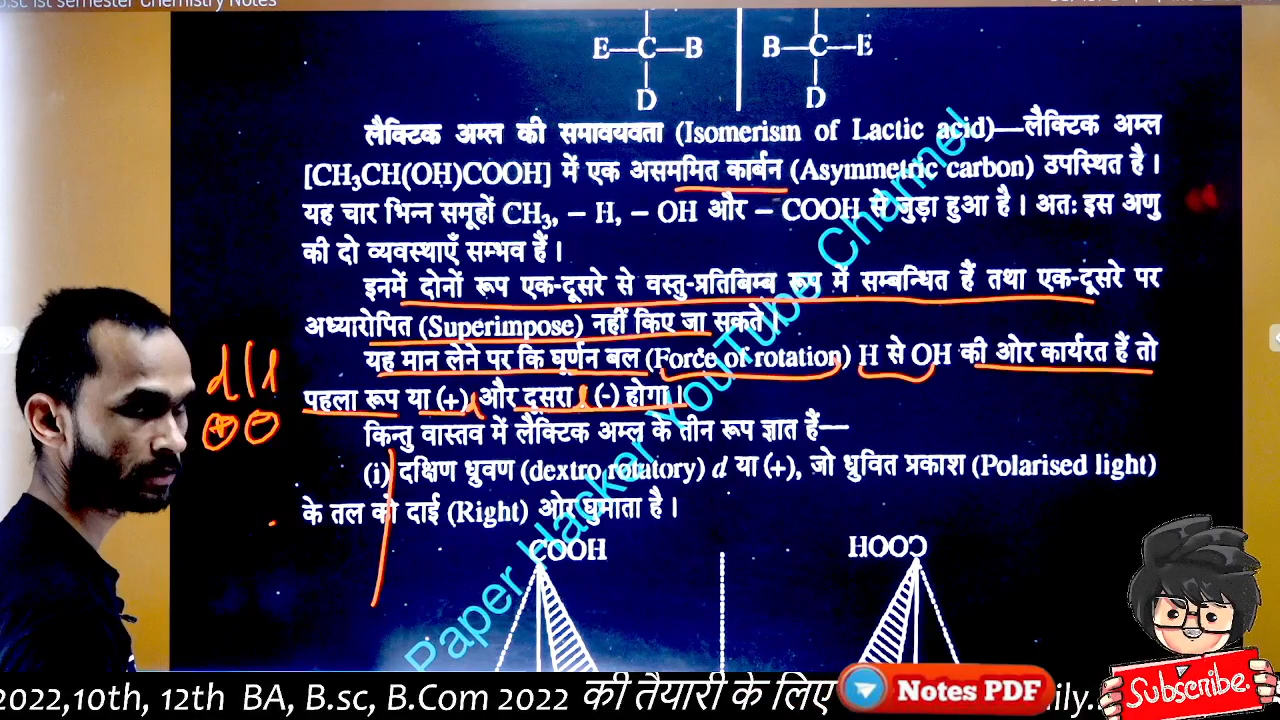 B.sc Ist semester Chemistry Notes
E—C—B B—C—E
D D
लैक्टिक अम्ल की समावयवता (Isomerism of Lactic acid)—लैक्टिक अम्ल
[CH₃CH(OH)COOH] में एक असममित कार्बन (Asymmetric carbon) उपस्थित है।
यह चार भिन्न समूहों CH₃, – H, – OH और – COOH से जुड़ा हुआ है। अतः इस अणु
की दो व्यवस्थाएँ सम्भव हैं।
इनमें दोनों रूप एक-दूसरे से वस्तु-प्रतिबिम्ब रूप में सम्बन्धित हैं तथा एक-दूसरे पर
अध्यारोपित (Superimpose) नहीं किए जा सकते।
यह मान लेने पर कि घूर्णन बल (Force of rotation) H से OH की ओर कार्यरत हैं तो
पहला रूप या (+) d और दूसरा l (-) होगा।
d l
+ -
किन्तु वास्तव में लैक्टिक अम्ल के तीन रूप ज्ञात हैं—
(i) दक्षिण ध्रुवण (dextro rotatory) d या (+), जो ध्रुवित प्रकाश (Polarised light)
के तल को दाई (Right) ओर घुमाता है।
COOH COOH
Paper Hacker YouTube Channel
2022,10th, 12th BA, B.sc, B.Com 2022 की तैयारी के लिए
Notes PDF
ily.
Subscribe.